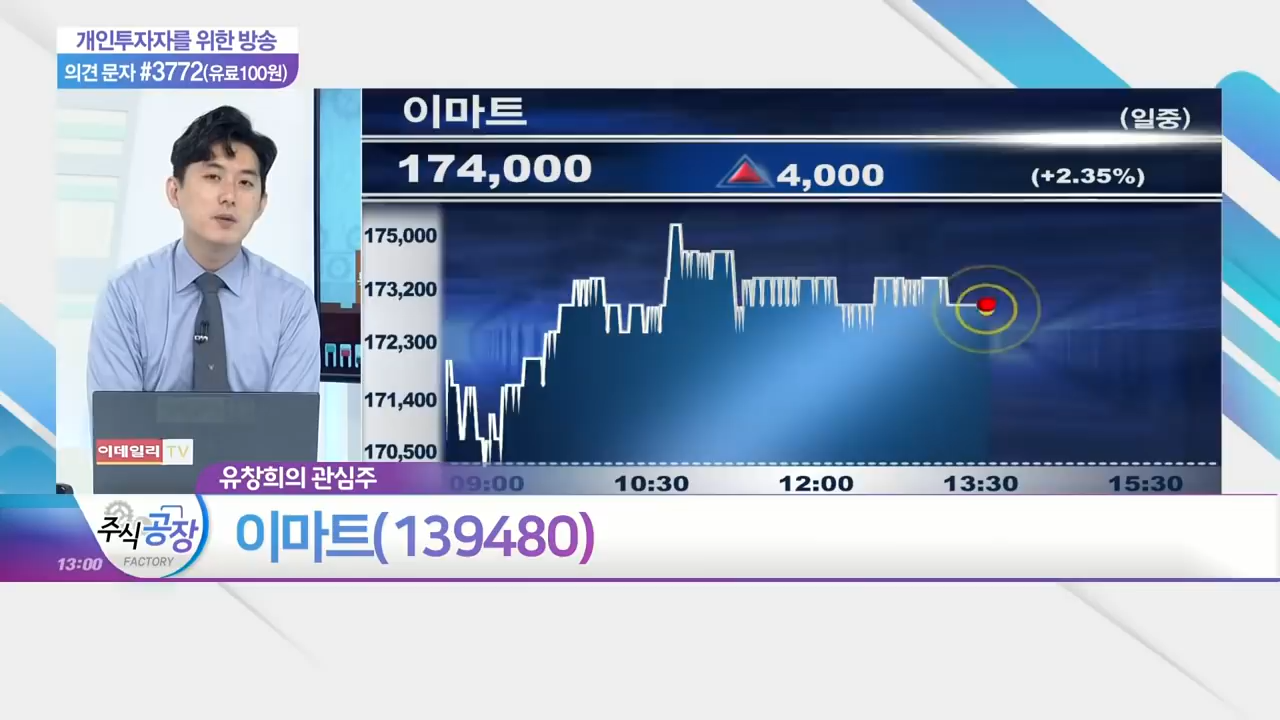 개인투자자를 위한 방송
의견 문자 #3772(유료100원)
이마트
(일중)
174,000 4,000 (+2.35%)
175,000
173,200
172,300
171,400
170,500
09:00 10:30 12:00 13:30 15:30
이데일리 TV
유창희의 관심주
주식공장
FACTORY
13:00
이마트(139480)